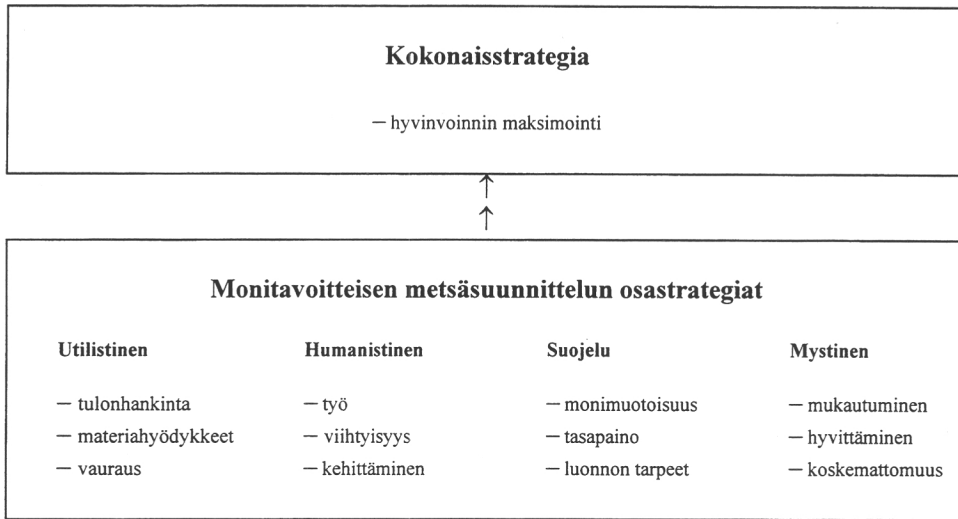 Kokonaisstrategia
— hyvinvoinnin maksimointi
Monitavoitteisen metsäsuunnittelun osastrategiat
Utilistinen Humanistinen Suojelu Mystinen
— tulonhankinta — työ — monimuotoisuus — mukautuminen
— materiahyödykkeet — viihtyisyys — tasapaino — hyvittäminen
— vauraus — kehittäminen — luonnon tarpeet — koskemattomuus